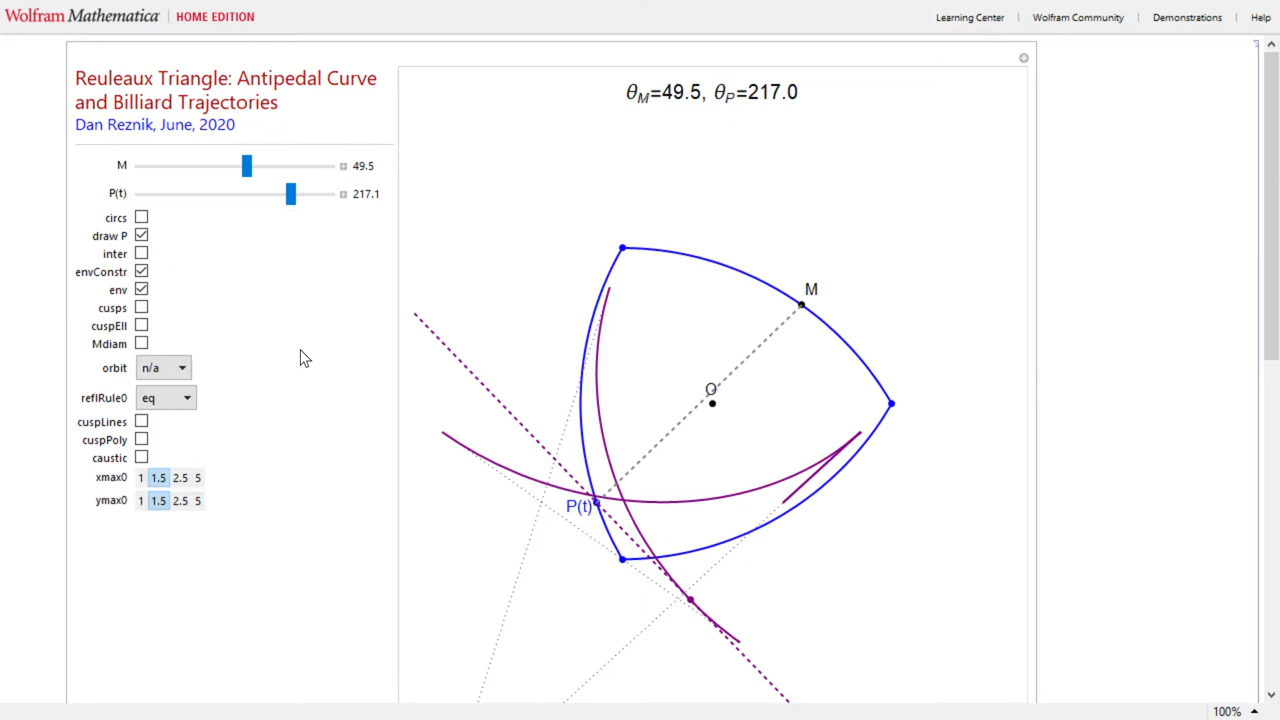 Wolfram Mathematica | HOME EDITION
Learning Center | Wolfram Community | Demonstrations | Help
Reuleaux Triangle: Antipedal Curve
and Billiard Trajectories
Dan Reznik, June, 2020
θM=49.5, θP=217.0
M 49.5
P(t) 217.1
circs
draw P
inter
envConstr
env
cusps
cuspEll
Mdiam
orbit n/a
reflRule0 eq
cuspLines
cuspPoly
caustic
xmax0 1 1.5 2.5 5
ymax0 1 1.5 2.5 5
M
O
P(t)
100%